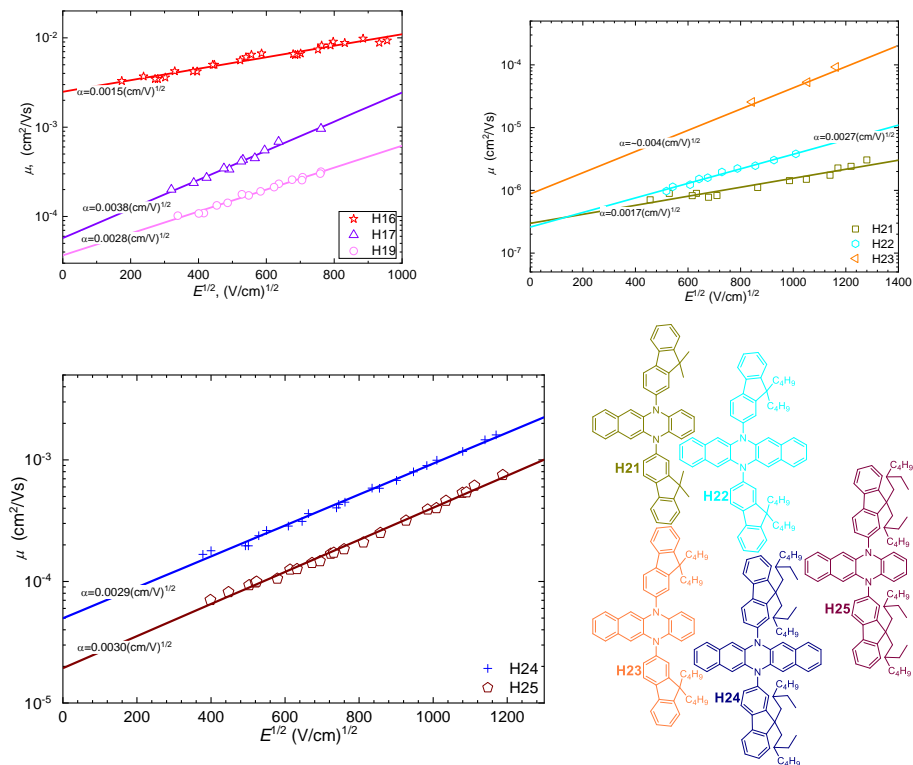 10⁻²
10⁻³
10⁻⁴
μ, (cm²/Vs)
α=0.0015(cm/V)¹/²
α=0.0038(cm/V)¹/²
α=0.0028(cm/V)¹/²
H16
H17
H19
0 200 400 600 800 1000
E¹/², (V/cm)¹/²
10⁻³
10⁻⁴
10⁻⁵
10⁻⁶
10⁻⁷
μ (cm²/Vs)
α=−0.004(cm/V)¹/²
0.0027(cm/V)¹/²
0.0017(cm/V)¹/²
H21
H22
H23
0 200 400 600 800 1000 1200 1400
E¹/² (V/cm)¹/²
10⁻³
10⁻⁴
10⁻⁵
μ (cm²/Vs)
α=0.0029(cm/V)¹/²
α=0.0030(cm/V)¹/²
H24
H25
0 200 400 600 800 1000 1200
E¹/² (V/cm)¹/²
N
N
H21
C₄H₉
C₄H₉
N
N
H22
C₄H₉
C₄H₉
C₄H₉
C₄H₉
N
N
H23
C₄H₉
C₄H₉
C₄H₉
C₄H₉
N
N
H24
C₄H₉
C₄H₉
C₄H₉
C₄H₉
N
N
H25
C₄H₉
C₄H₉